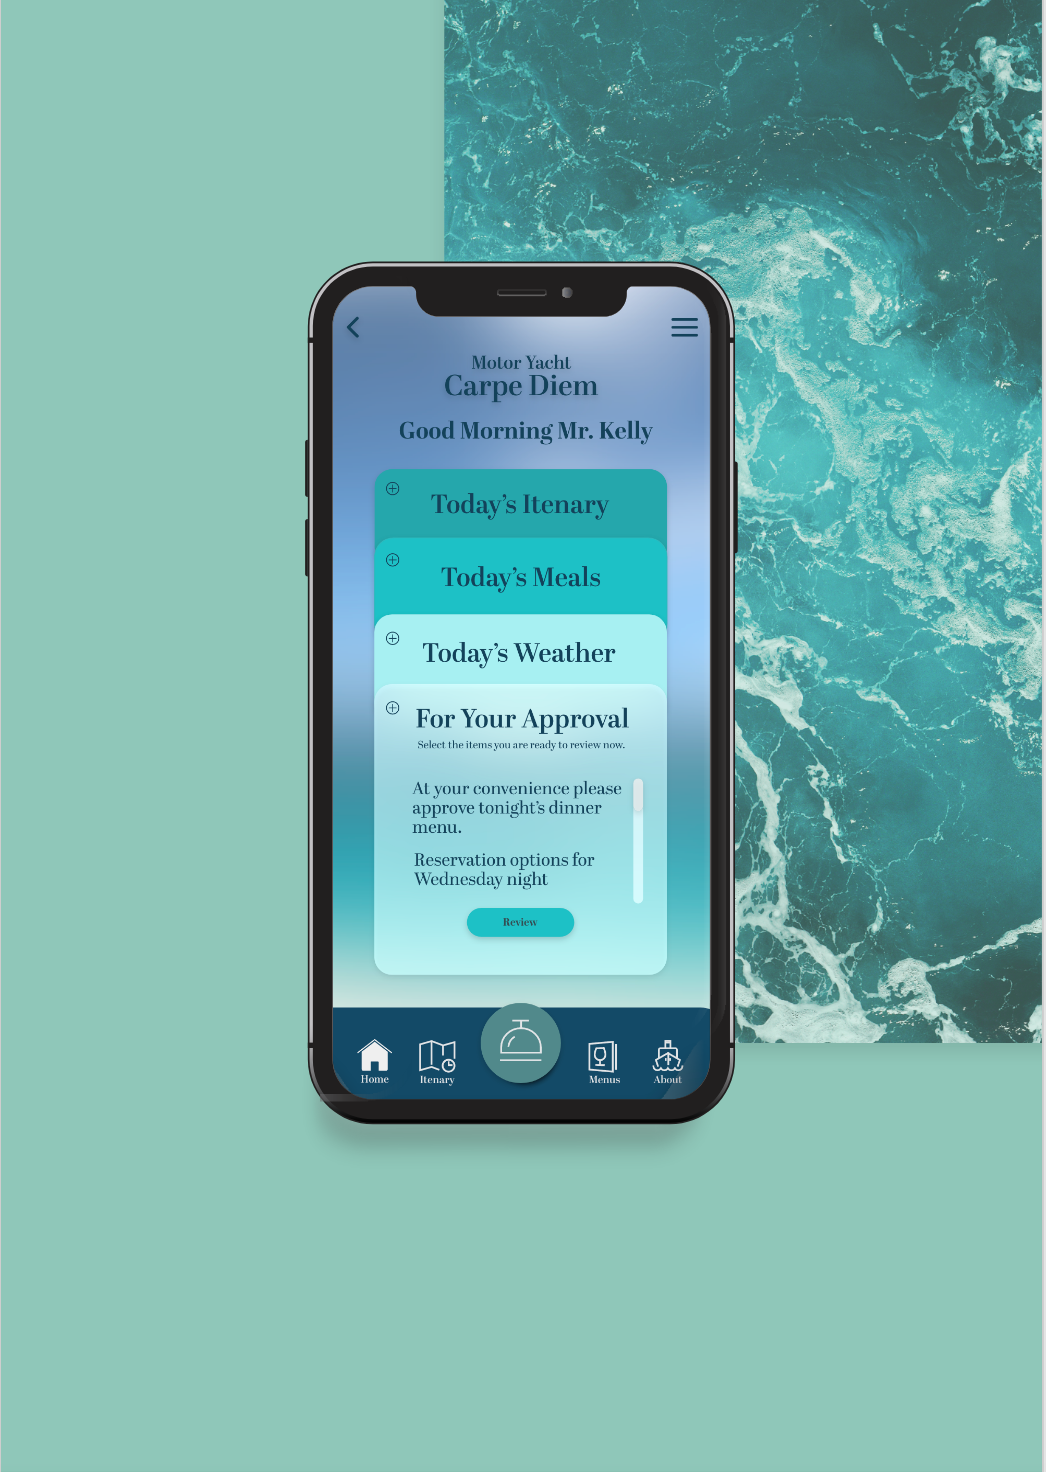 Motor Yacht
Carpe Diem
Good Morning Mr. Kelly
Today's Itenary
Today's Meals
Today's Weather
For Your Approval
Select the items you are ready to review now.
At your convenience please
approve tonight's dinner
menu.
Reservation options for
Wednesday night
Review
Home
Itenary
Menus
About